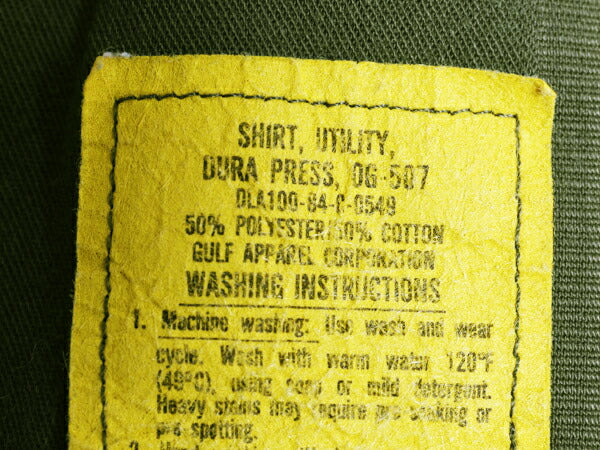 SHIRT, UTILITY,
DURA PRESS, OG-507
DLA100-84-C-0549
50% POLYESTER/50% COTTON
GULF APPAREL CORPORATION
WASHING INSTRUCTIONS
1. Machine washing: Use wash and wear
cycle. Wash with warm water 120°F
(49°C), using soap or mild detergent.
Heavy stains may require pre-soaking or
pre-spotting.